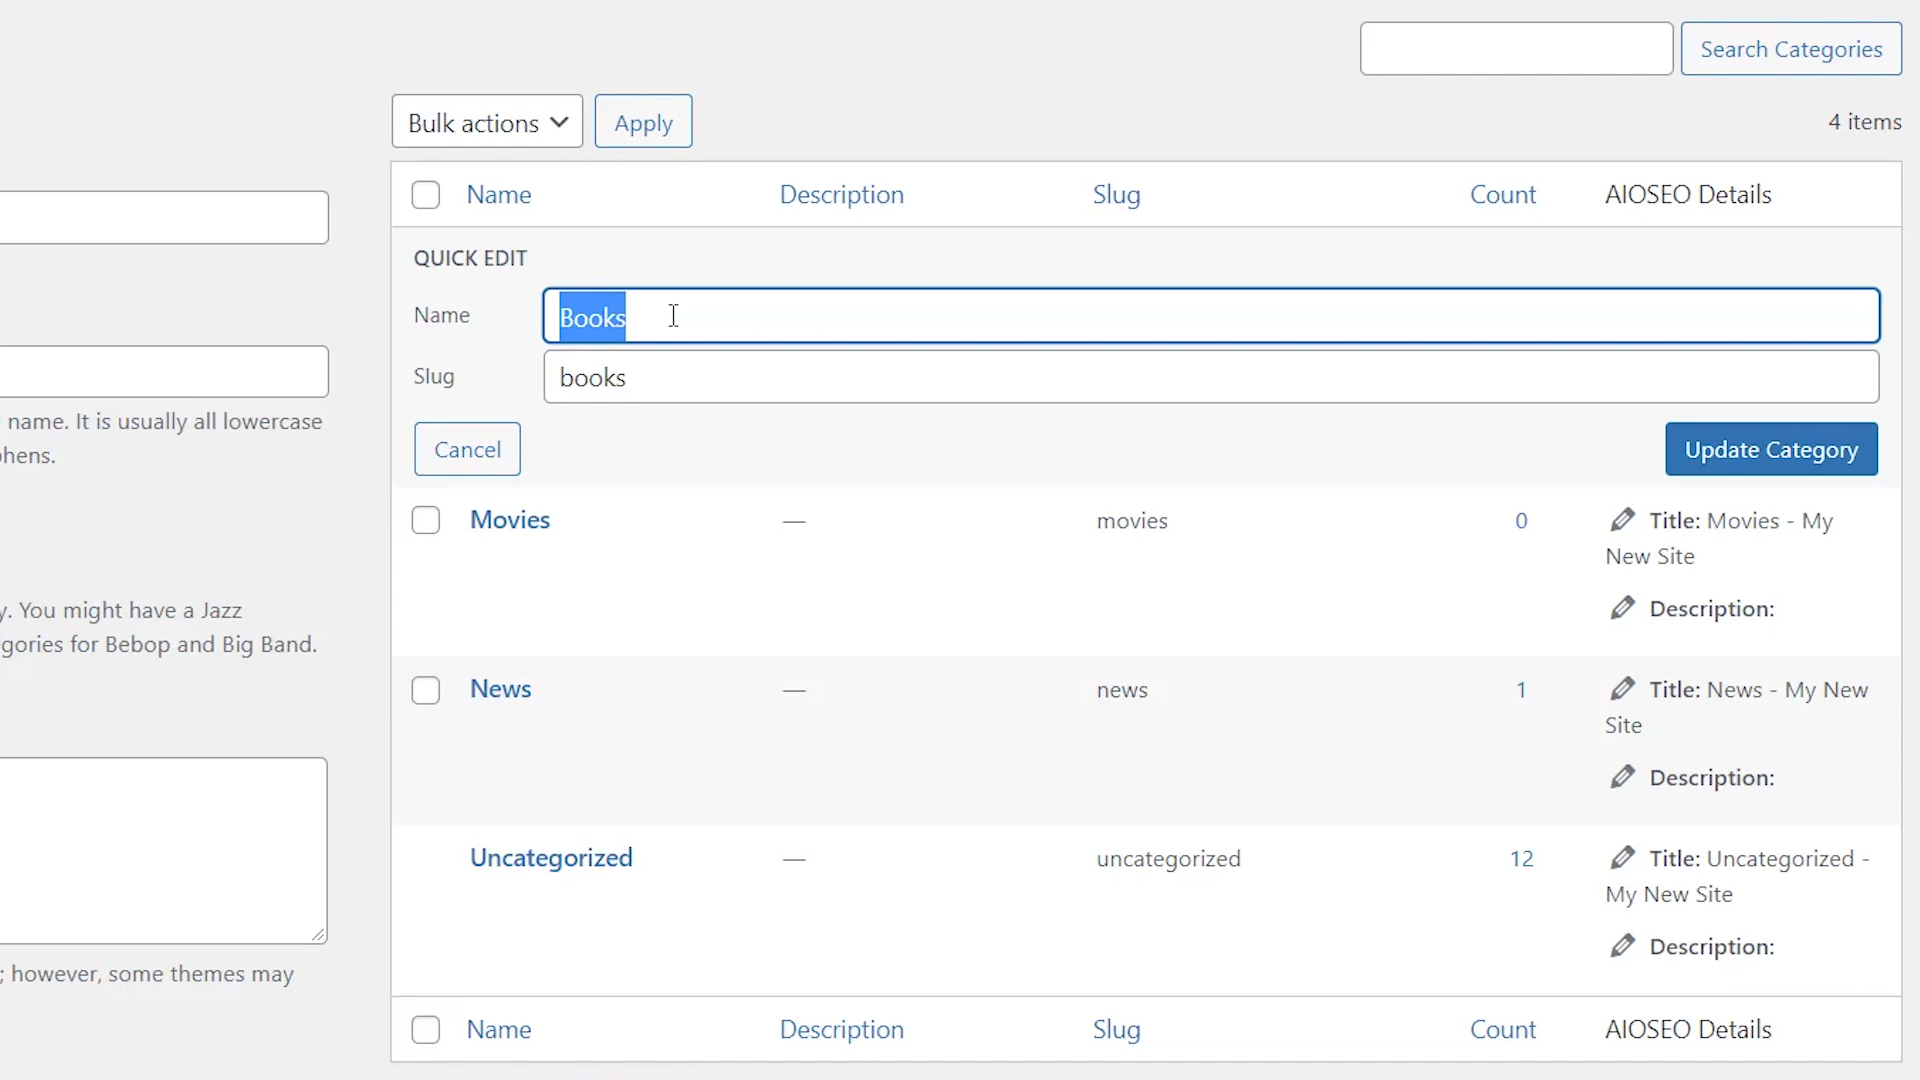 Search Categories
Bulk actions
Apply
4 items
Name Description Slug Count AIOSEO Details
QUICK EDIT
Name Books
Slug books
name. It is usually all lowercase
hens.
Cancel
Update Category
Movies — movies 0 Title: Movies - My
New Site
Description:
y. You might have a Jazz
gories for Bebop and Big Band.
News — news 1 Title: News - My New
Site
Description:
Uncategorized — uncategorized 12 Title: Uncategorized -
My New Site
Description:
; however, some themes may
Name Description Slug Count AIOSEO Details